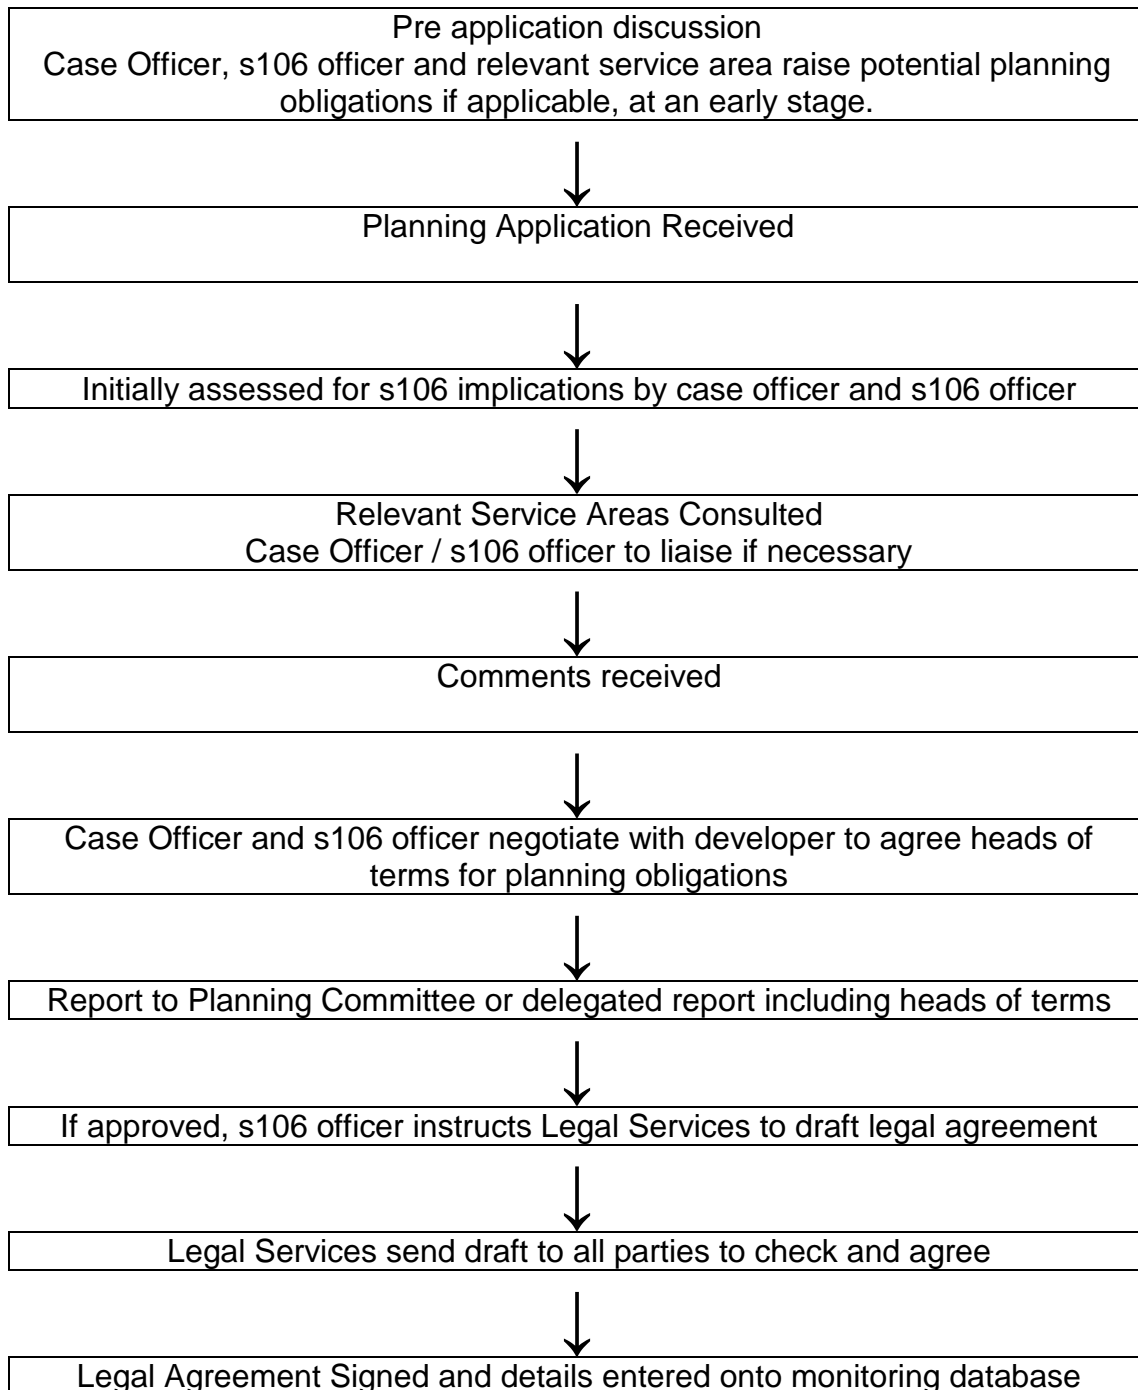 Pre application discussion
Case Officer, s106 officer and relevant service area raise potential planning
obligations if applicable, at an early stage.
Planning Application Received
Initially assessed for s106 implications by case officer and s106 officer
Relevant Service Areas Consulted
Case Officer / s106 officer to liaise if necessary
Comments received
Case Officer and s106 officer negotiate with developer to agree heads of
terms for planning obligations
Report to Planning Committee or delegated report including heads of terms
If approved, s106 officer instructs Legal Services to draft legal agreement
Legal Services send draft to all parties to check and agree
Legal Agreement Signed and details entered onto monitoring database